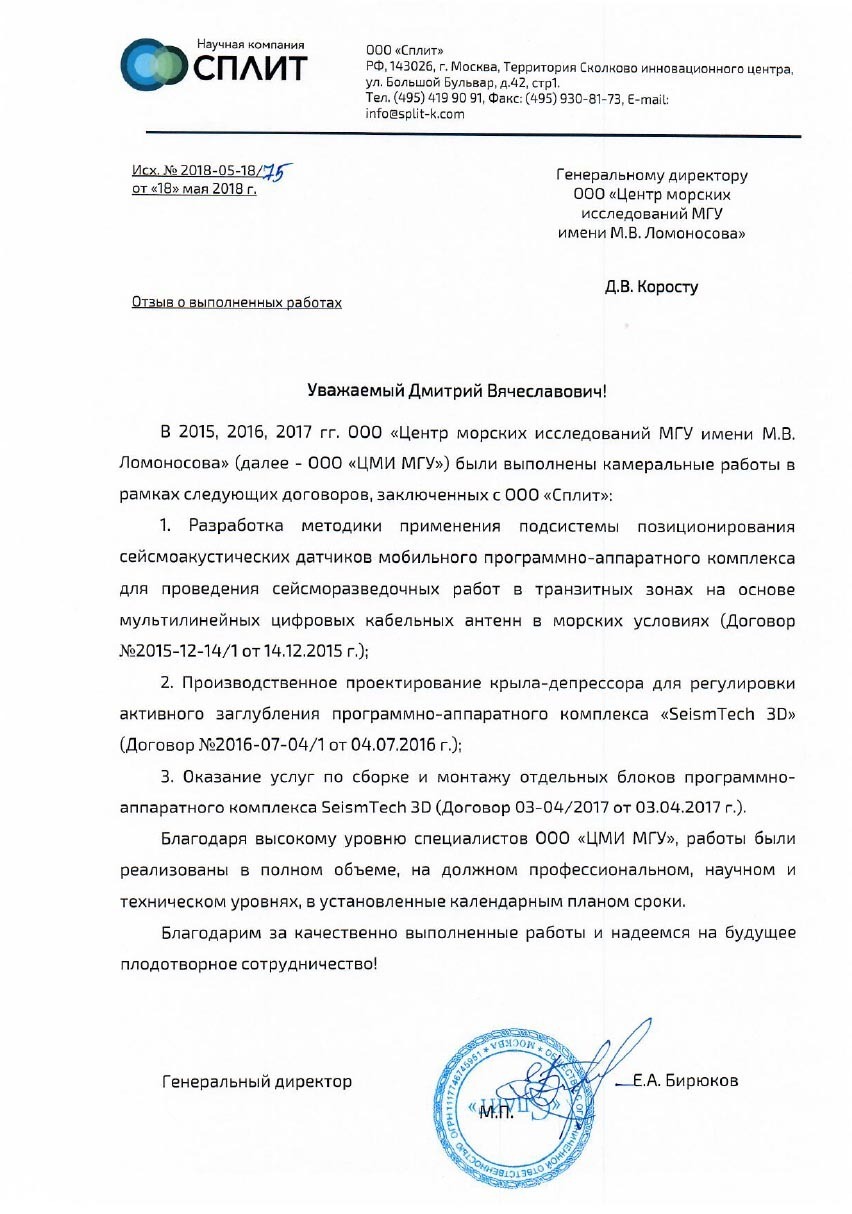 Научная компания
СПЛИТ
ООО «Сплит»
РФ, 143026, г. Москва, Территория Сколково инновационного центра,
ул. Большой Бульвар, д.42, стр1.
Тел. (495) 419 90 91, Факс: (495) 930-81-73, E-mail:
info@split-k.com
Исх. № 2018-05-18/75
от «18» мая 2018 г.
Генеральному директору
ООО «Центр морских
исследований МГУ
имени М.В. Ломоносова»
Д.В. Коросту
Отзыв о выполненных работах
Уважаемый Дмитрий Вячеславович!
В 2015, 2016, 2017 гг. ООО «Центр морских исследований МГУ имени М.В.
Ломоносова» (далее - ООО «ЦМИ МГУ») были выполнены камеральные работы в
рамках следующих договоров, заключенных с ООО «Сплит»:
1. Разработка методики применения подсистемы позиционирования
сейсмоакустических датчиков мобильного программно-аппаратного комплекса
для проведения сейсморазведочных работ в транзитных зонах на основе
мультилинейных цифровых кабельных антенн в морских условиях (Договор
№2015-12-14/1 от 14.12.2015 г.);
2. Производственное проектирование крыла-депрессора для регулировки
активного заглубления программно-аппаратного комплекса «SeismTech 3D»
(Договор №2016-07-04/1 от 04.07.2016 г.);
3. Оказание услуг по сборке и монтажу отдельных блоков программно-
аппаратного комплекса SeismTech 3D (Договор 03-04/2017 от 03.04.2017 г.).
Благодаря высокому уровню специалистов ООО «ЦМИ МГУ», работы были
реализованы в полном объеме, на должном профессиональном, научном и
техническом уровнях, в установленные календарным планом сроки.
Благодарим за качественно выполненные работы и надеемся на будущее
плодотворное сотрудничество!
Генеральный директор
Е.А. Бирюков
М.П.
ОБЩЕСТВО С ОГРАНИЧЕННОЙ ОТВЕТСТВЕННОСТЬЮ ОГРН 1117746745961 * МОСКВА *
«Сплит»